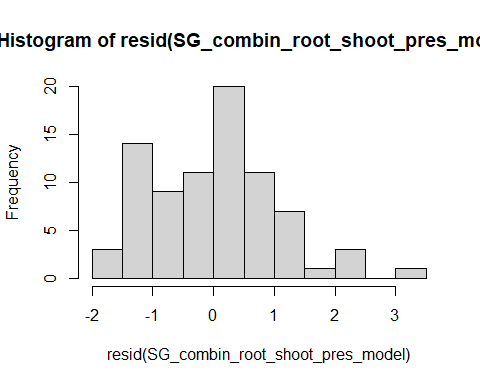 Histogram of resid(SG_combin_root_shoot_pres_mo
Frequency
20
15
10
5
0
-2 -1 0 1 2 3
resid(SG_combin_root_shoot_pres_model)